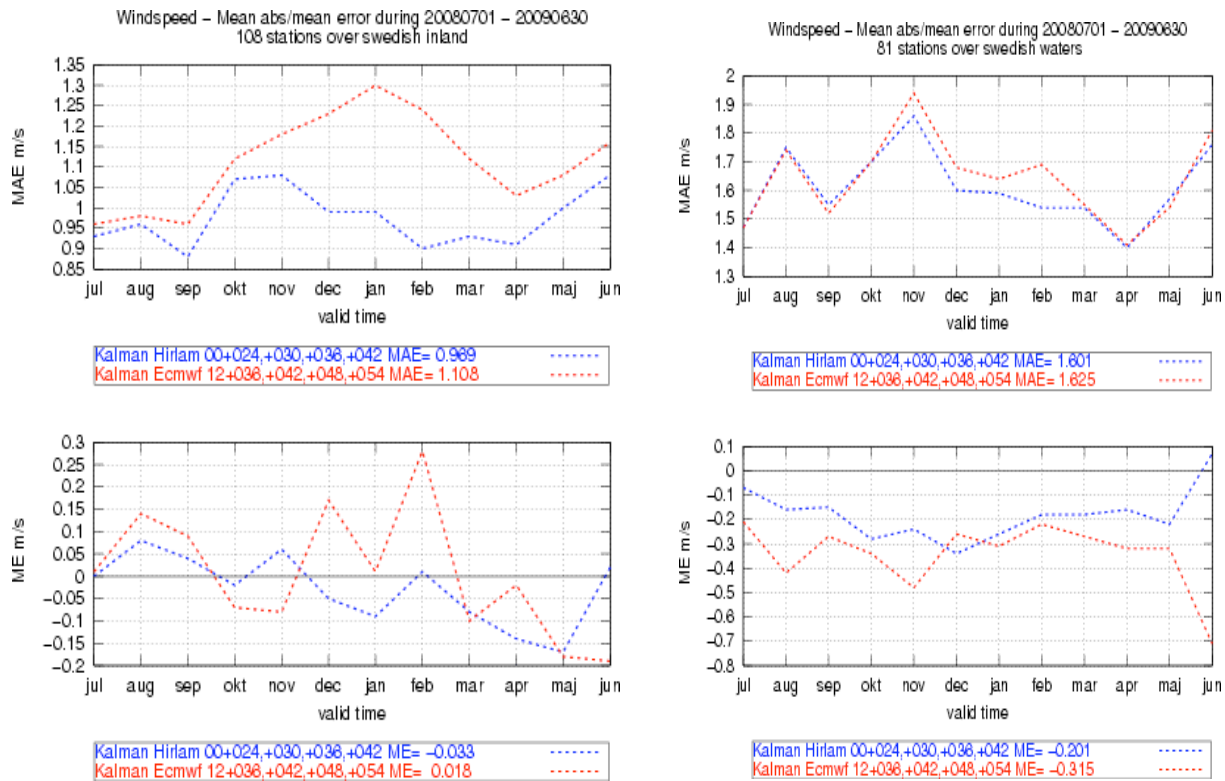 Windspeed – Mean abs/mean error during 20080701 – 20090630
108 stations over swedish inland
1.35
1.3
1.25
1.2
1.15
1.1
1.05
1
0.95
0.9
0.85
MAE m/s
jul aug sep okt nov dec jan feb mar apr maj jun
valid time
Kalman Hirlam 00+024,+030,+036,+042 MAE= 0.969
Kalman Ecmwf 12+036,+042,+048,+054 MAE= 1.108
Windspeed – Mean abs/mean error during 20080701 – 20090630
81 stations over swedish waters
2
1.9
1.8
1.7
1.6
1.5
1.4
1.3
MAE m/s
jul aug sep okt nov dec jan feb mar apr maj jun
valid time
Kalman Hirlam 00+024,+030,+036,+042 MAE= 1.601
Kalman Ecmwf 12+036,+042,+048,+054 MAE= 1.625
0.3
0.25
0.2
0.15
0.1
0.05
0
–0.05
–0.1
–0.15
–0.2
ME m/s
jul aug sep okt nov dec jan feb mar apr maj jun
valid time
Kalman Hirlam 00+024,+030,+036,+042 ME= –0.033
Kalman Ecmwf 12+036,+042,+048,+054 ME= 0.018
0.1
0
–0.1
–0.2
–0.3
–0.4
–0.5
–0.6
–0.7
–0.8
ME m/s
jul aug sep okt nov dec jan feb mar apr maj jun
valid time
Kalman Hirlam 00+024,+030,+036,+042 ME= –0.201
Kalman Ecmwf 12+036,+042,+048,+054 ME= –0.315